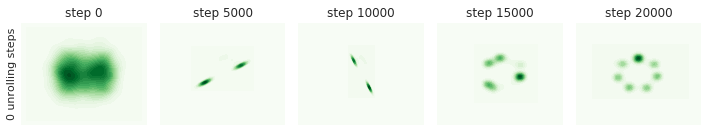 step 0
step 5000
step 10000
step 15000
step 20000
0 unrolling steps